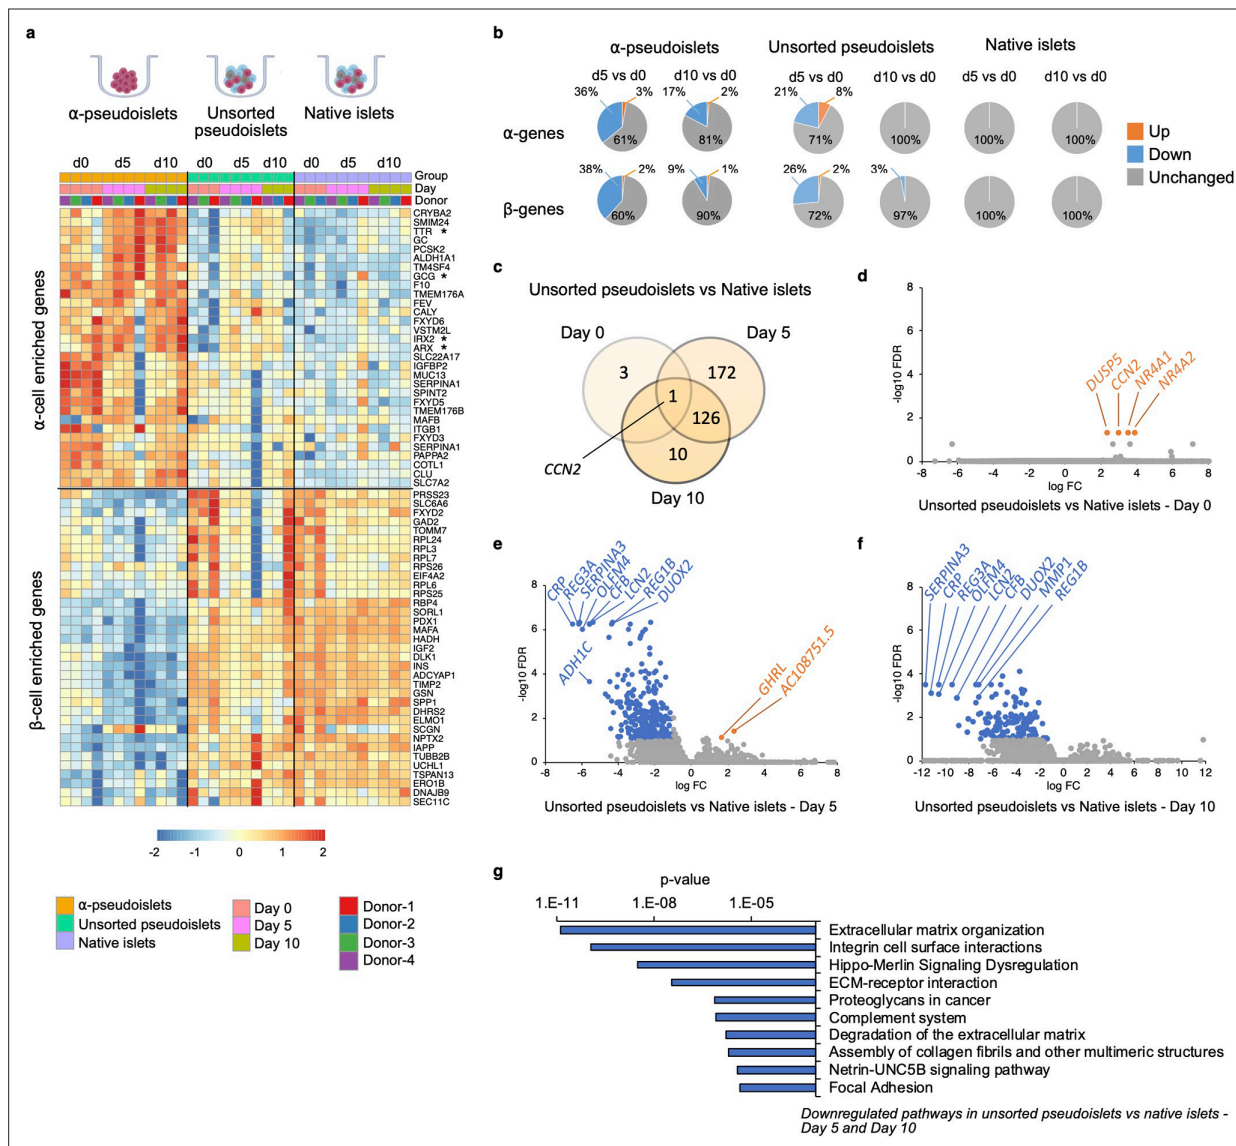 a
α-pseudoislets
Unsorted
pseudoislets
Native islets
d0 d5 d10 d0 d5 d10 d0 d5 d10
Group
Day
Donor
α-cell enriched genes
CRYBA2
SMIM24
TTR *
GC
PCSK2
ALDH1A1
TM4SF4
GCG *
F10
TMEM176A
FEV
CALY
FXYD6
VSTM2L
IRX2 *
ARX *
SLC22A17
IGFBP2
MUC13
SERPINA1
SPINT2
FXYD5
TMEM176B
MAFB
ITGB1
FXYD3
SERPINA1
PAPPA2
COTL1
CLU
SLC7A2
β-cell enriched genes
PRSS23
SLC6A6
FXYD2
GAD2
TOMM7
RPL24
RPL3
RPL7
RPS26
EIF4A2
RPL6
RPS25
RBP4
SORL1
PDX1
MAFA
HADH
IGF2
DLK1
INS
ADCYAP1
TIMP2
GSN
SPP1
DHRS2
ELMO1
SCGN
NPTX2
IAPP
TUBB2B
UCHL1
TSPAN13
ERO1B
DNAJB9
SEC11C
-2 -1 0 1 2
α-pseudoislets
Unsorted pseudoislets
Native islets
Day 0
Day 5
Day 10
Donor-1
Donor-2
Donor-3
Donor-4
b
α-pseudoislets Unsorted pseudoislets Native islets
d5 vs d0 d10 vs d0 d5 vs d0 d10 vs d0 d5 vs d0 d10 vs d0
α-genes
36% 3% 61%
17% 2% 81%
21% 8% 71%
100%
100%
100%
β-genes
38% 2% 60%
9% 1% 90%
26% 2% 72%
3% 97%
100%
100%
Up
Down
Unchanged
c
Unsorted pseudoislets vs Native islets
Day 0
Day 5
3
172
1
126
10
CCN2
Day 10
d
-log10 FDR
8
6
4
2
0
DUSP5
CCN2
NR4A1
NR4A2
-8 -6 -4 -2 0 2 4 6 8
log FC
Unsorted pseudoislets vs Native islets - Day 0
e
-log10 FDR
8
6
4
2
0
CRP
REG3A
SERPINA3
OLFM4
CFB
LCN2
REG1B
DUOX2
ADH1C
GHRL
AC108751.5
-8 -6 -4 -2 0 2 4 6 8
log FC
Unsorted pseudoislets vs Native islets - Day 5
f
-log10 FDR
8
6
4
2
0
SERPINA3
CRP
REG3A
OLFM4
LCN2
CFB
DUOX2
MMP1
REG1B
-12 -10 -8 -6 -4 -2 0 2 4 6 8 10 12
log FC
Unsorted pseudoislets vs Native islets - Day 10
g
p-value
1.E-11 1.E-08 1.E-05
Extracellular matrix organization
Integrin cell surface interactions
Hippo-Merlin Signaling Dysregulation
ECM-receptor interaction
Proteoglycans in cancer
Complement system
Degradation of the extracellular matrix
Assembly of collagen fibrils and other multimeric structures
Netrin-UNC5B signaling pathway
Focal Adhesion
Downregulated pathways in unsorted pseudoislets vs native islets -
Day 5 and Day 10